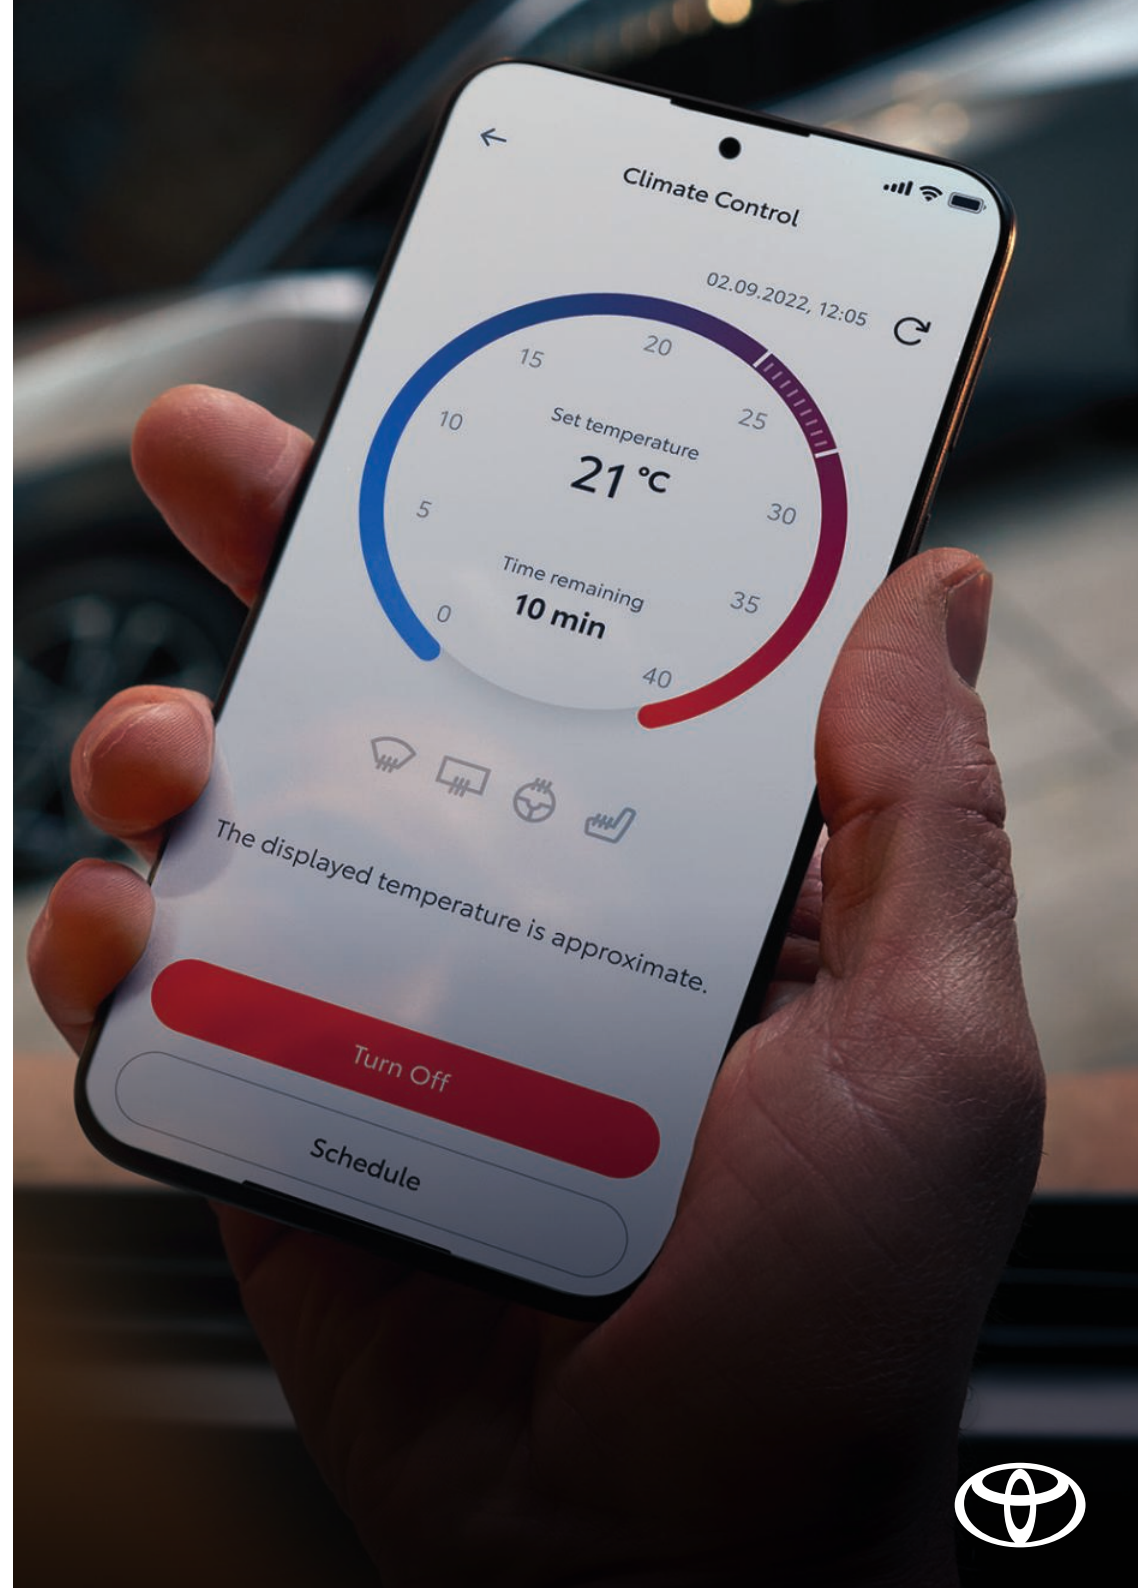 Climate Control
02.09.2022, 12:05
20
15
25
10
Set temperature
21 °C
5
30
Time remaining
10 min
0
35
40
The displayed temperature is approximate.
Turn Off
Schedule